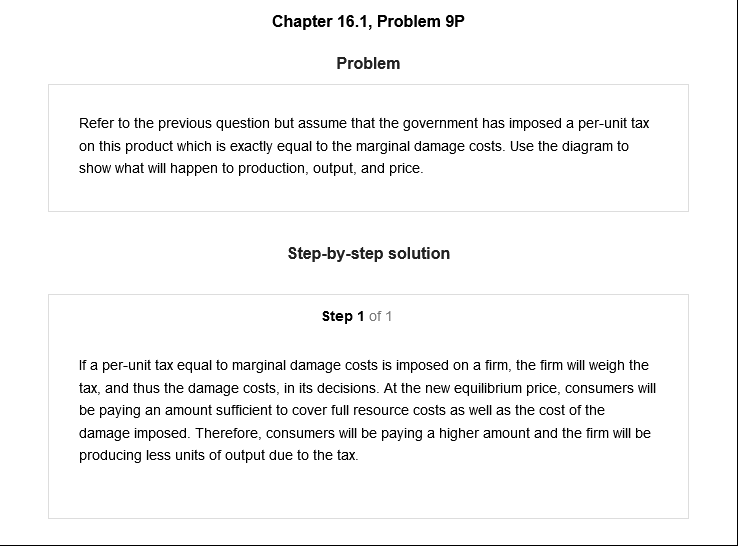 Chapter 16.1, Problem 9P
Problem
Refer to the previous question but assume that the government has imposed a per-unit tax
on this product which is exactly equal to the marginal damage costs. Use the diagram to
show what will happen to production, output, and price.
Step-by-step solution
Step 1 of 1
If a per-unit tax equal to marginal damage costs is imposed on a firm, the firm will weigh the
tax, and thus the damage costs, in its decisions. At the new equilibrium price, consumers will
be paying an amount sufficient to cover full resource costs as well as the cost of the
damage imposed. Therefore, consumers will be paying a higher amount and the firm will be
producing less units of output due to the tax.